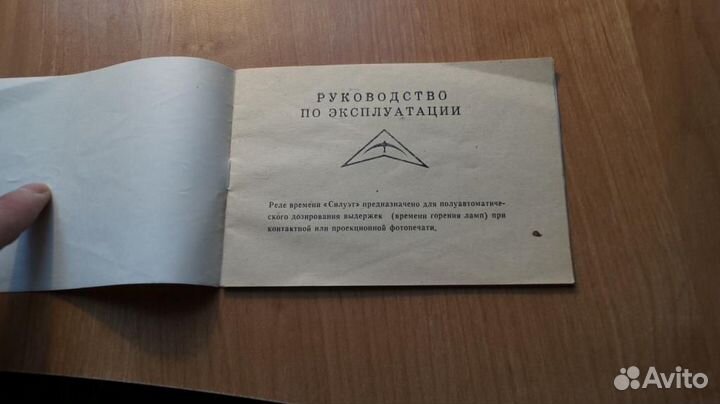 РУКОВОДСТВО
ПО ЭКСПЛУАТАЦИИ
Реле времени «Силуэт» предназначено для полуавтоматиче-
ского дозирования выдержек (времени горения ламп) при
контактной или проекционной фотопечати.
Avito